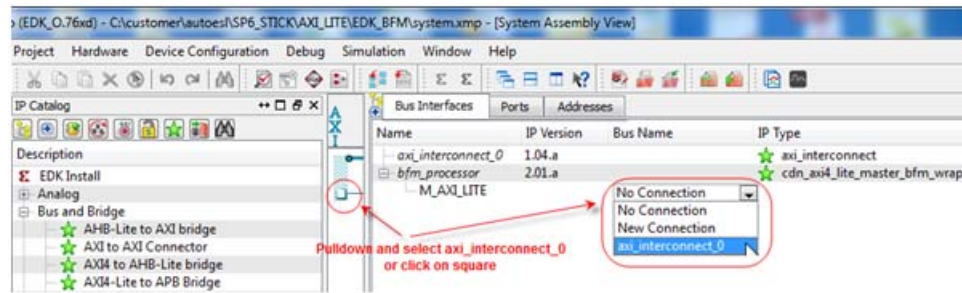 o (EDK_O.76xd) - C:\customer\autoesl\SP6_STICK\AXI_LITE\EDK_BFM\system.xmp - [System Assembly View]
Project Hardware Device Configuration Debug Simulation Window Help
IP Catalog
Description
EDK Install
Analog
Bus and Bridge
AHB-Lite to AXI bridge
AXI to AXI Connector
AXI4 to AHB-Lite bridge
AXI4-Lite to APB Bridge
AXI
Bus Interfaces Ports Addresses
Name IP Version Bus Name IP Type
axi_interconnect_0 1.04.a axi_interconnect
bfm_processor 2.01.a cdn_axi4_lite_master_bfm_wrap
M_AXI_LITE No Connection
No Connection
New Connection
axi_interconnect_0
Pulldown and select axi_interconnect_0
or click on square